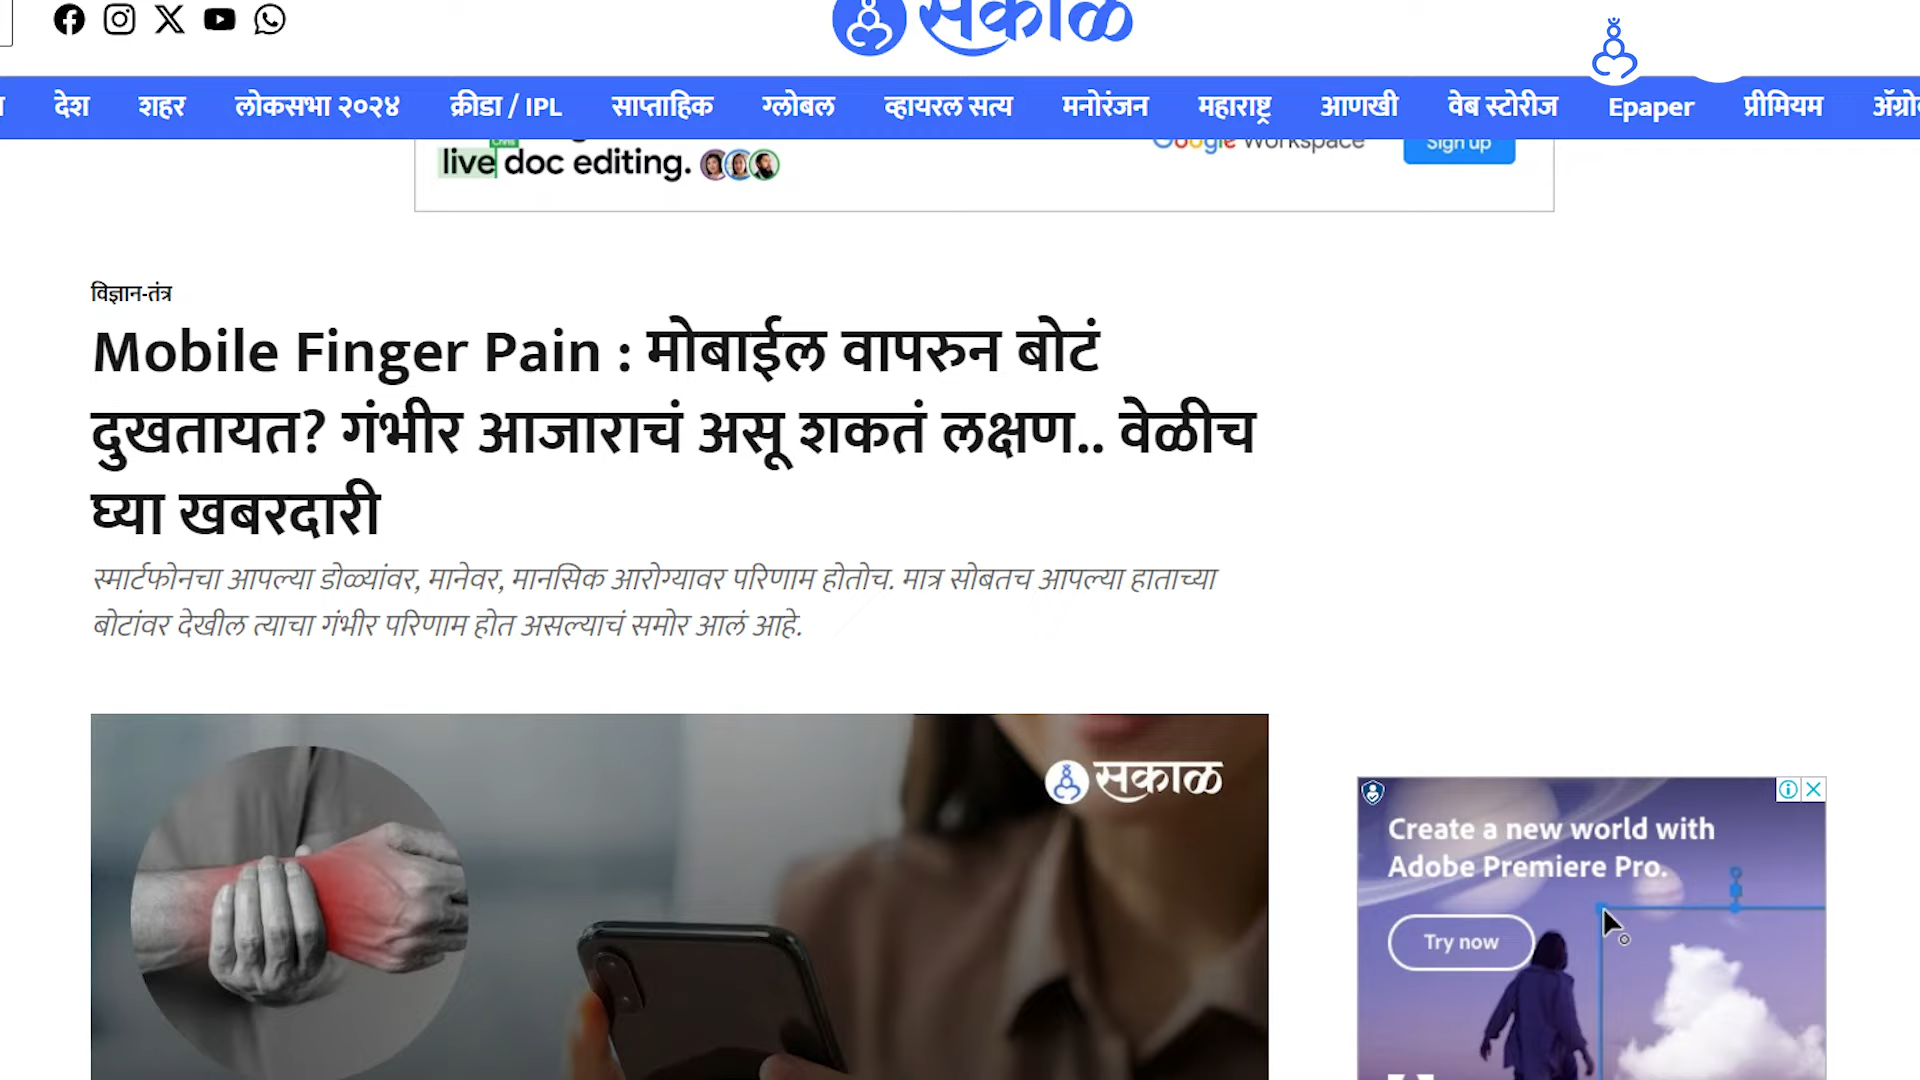 सकाळ
देश शहर लोकसभा २०२४ क्रीडा / IPL साप्ताहिक ग्लोबल व्हायरल सत्य मनोरंजन महाराष्ट्र आणखी वेब स्टोरीज Epaper प्रीमियम
live doc editing.
Google Workspace
Sign up
विज्ञान-तंत्र
Mobile Finger Pain : मोबाईल वापरुन बोटं
दुखतायत? गंभीर आजाराचं असू शकतं लक्षण.. वेळीच
घ्या खबरदारी
स्मार्टफोनचा आपल्या डोळ्यांवर, मानेवर, मानसिक आरोग्यावर परिणाम होतोच. मात्र सोबतच आपल्या हाताच्या
बोटांवर देखील त्याचा गंभीर परिणाम होत असल्याचं समोर आलं आहे.
सकाळ
Create a new world with
Adobe Premiere Pro.
Try now